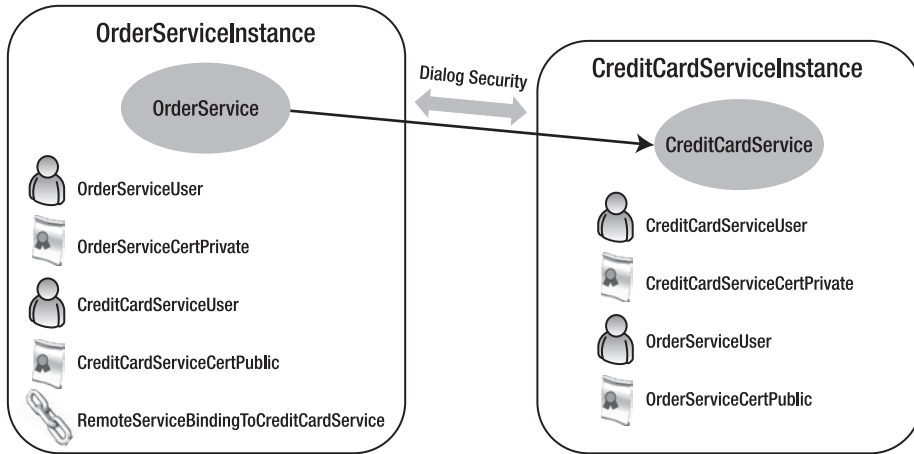 OrderServiceInstance
OrderService
OrderServiceUser
OrderServiceCertPrivate
CreditCardServiceUser
CreditCardServiceCertPublic
RemoteServiceBindingToCreditCardService
Dialog Security
CreditCardServiceInstance
CreditCardService
CreditCardServiceUser
CreditCardServiceCertPrivate
OrderServiceUser
OrderServiceCertPublic